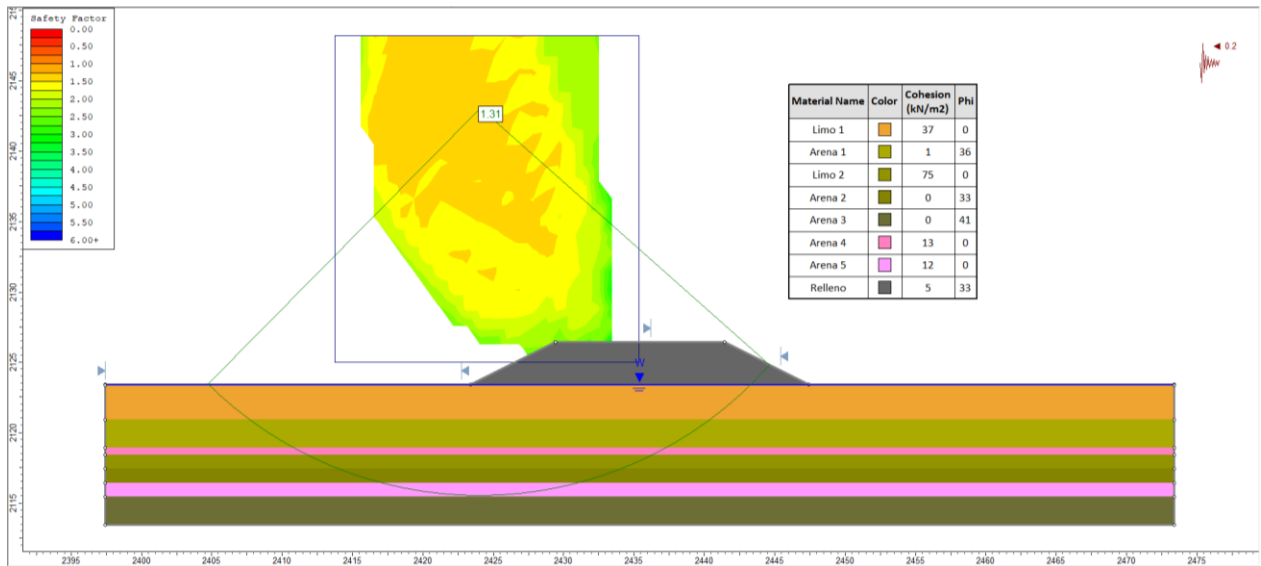 Safety Factor
0.00
0.50
1.00
1.50
2.00
2.50
3.00
3.50
4.00
4.50
5.00
5.50
6.00+
1.31
0.2
Material Name Color Cohesion (kN/m2) Phi
Limo 1 37 0
Arena 1 1 36
Limo 2 75 0
Arena 2 0 33
Arena 3 0 41
Arena 4 13 0
Arena 5 12 0
Relleno 5 33
W
2145
2140
2135
2130
2125
2120
2115
2395 2400 2405 2410 2415 2420 2425 2430 2435 2440 2445 2450 2455 2460 2465 2470 2475